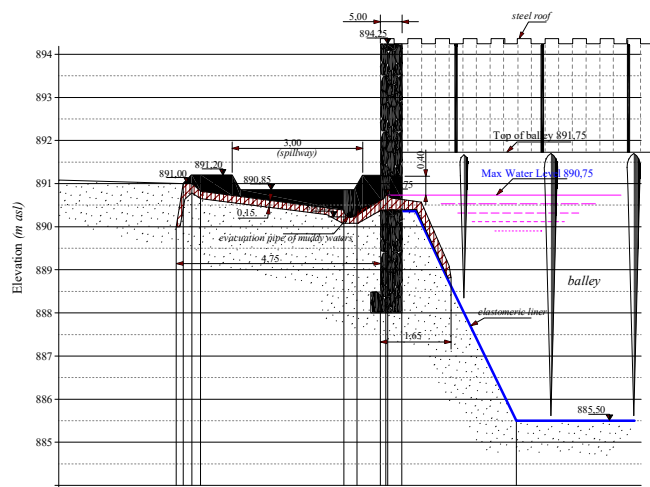 5,00
steel roof
894,25
894
893
892
891
890
889
888
887
886
885
Elevation (m asl)
3,00
(spillway)
Top of balley 891,75
0,40
891,20
891,00
890,85
75
Max Water Level 890,75
0,15
evacuation pipe of muddy waters
4,75
balley
elastomeric liner
1,65
885,50